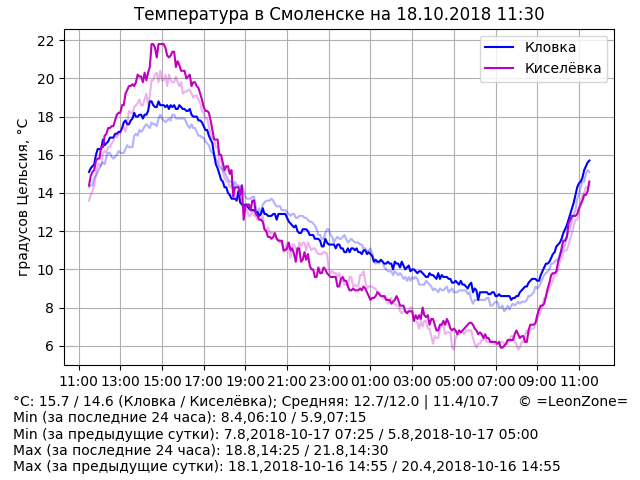 Температура в Смоленске на 18.10.2018 11:30
Кловка
Киселёвка
градусов Цельсия, °C
22
20
18
16
14
12
10
8
6
11:00 13:00 15:00 17:00 19:00 21:00 23:00 01:00 03:00 05:00 07:00 09:00 11:00
°C: 15.7 / 14.6 (Кловка / Киселёвка); Средняя: 12.7/12.0 | 11.4/10.7 © =LeonZone=
Min (за последние 24 часа): 8.4,06:10 / 5.9,07:15
Min (за предыдущие сутки): 7.8,2018-10-17 07:25 / 5.8,2018-10-17 05:00
Max (за последние 24 часа): 18.8,14:25 / 21.8,14:30
Max (за предыдущие сутки): 18.1,2018-10-16 14:55 / 20.4,2018-10-16 14:55